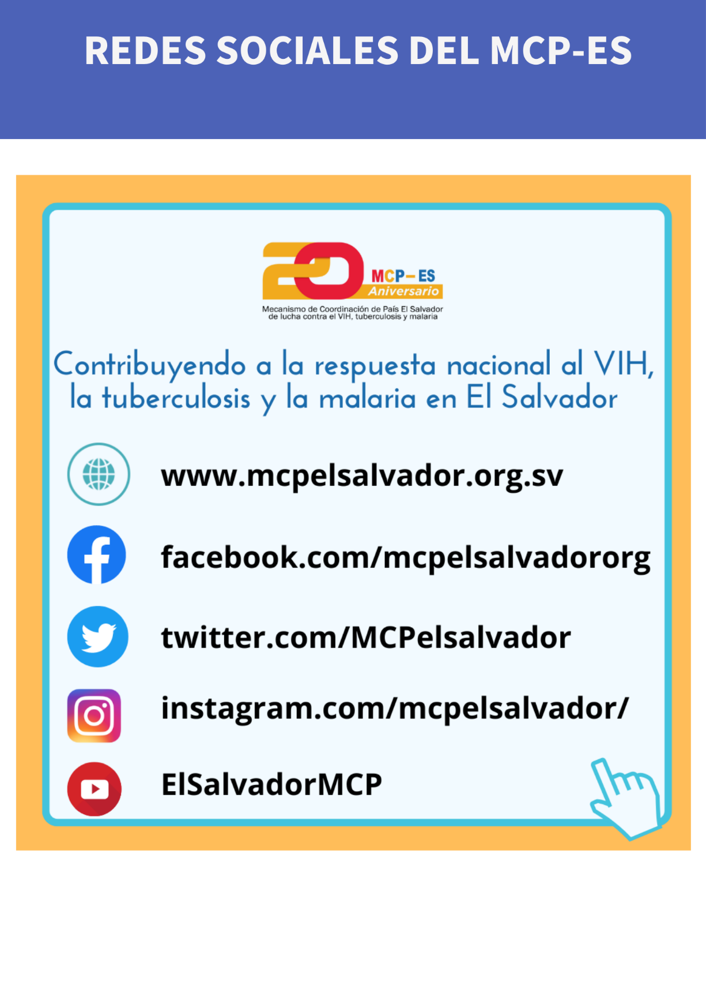 REDES SOCIALES DEL MCP-ES
20
MCP-ES
Aniversario
Mecanismo de Coordinación de País El Salvador
de lucha contra el VIH, tuberculosis y malaria
Contribuyendo a la respuesta nacional al VIH,
la tuberculosis y la malaria en El Salvador
www.mcpelsalvador.org.sv
facebook.com/mcpelsalvadororg
twitter.com/MCPelsalvador
instagram.com/mcpelsalvador/
ElSalvadorMCP